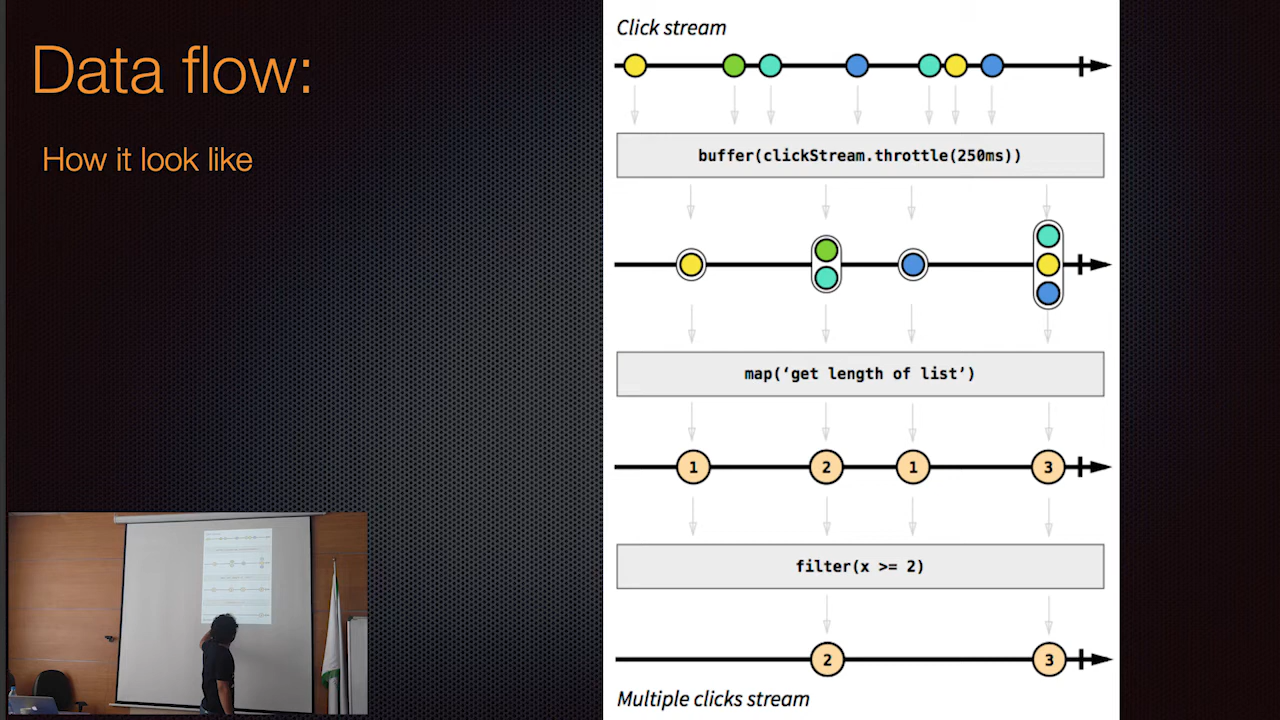 Data flow:
How it look like
Click stream
buffer(clickStream.throttle(250ms))
map(‘get length of list’)
1
2
1
3
filter(x >= 2)
2
3
Multiple clicks stream